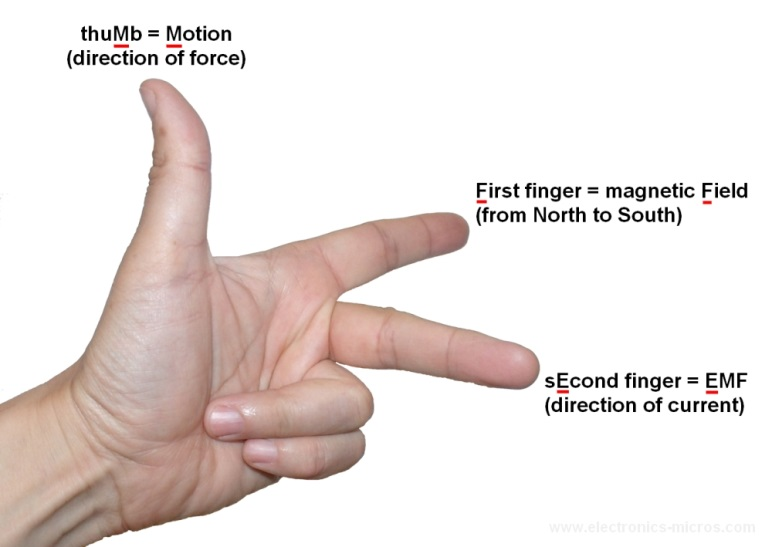 thuMb = Motion
(direction of force)
First finger = magnetic Field
(from North to South)
sEcond finger = EMF
(direction of current)
www.electronics-micros.com